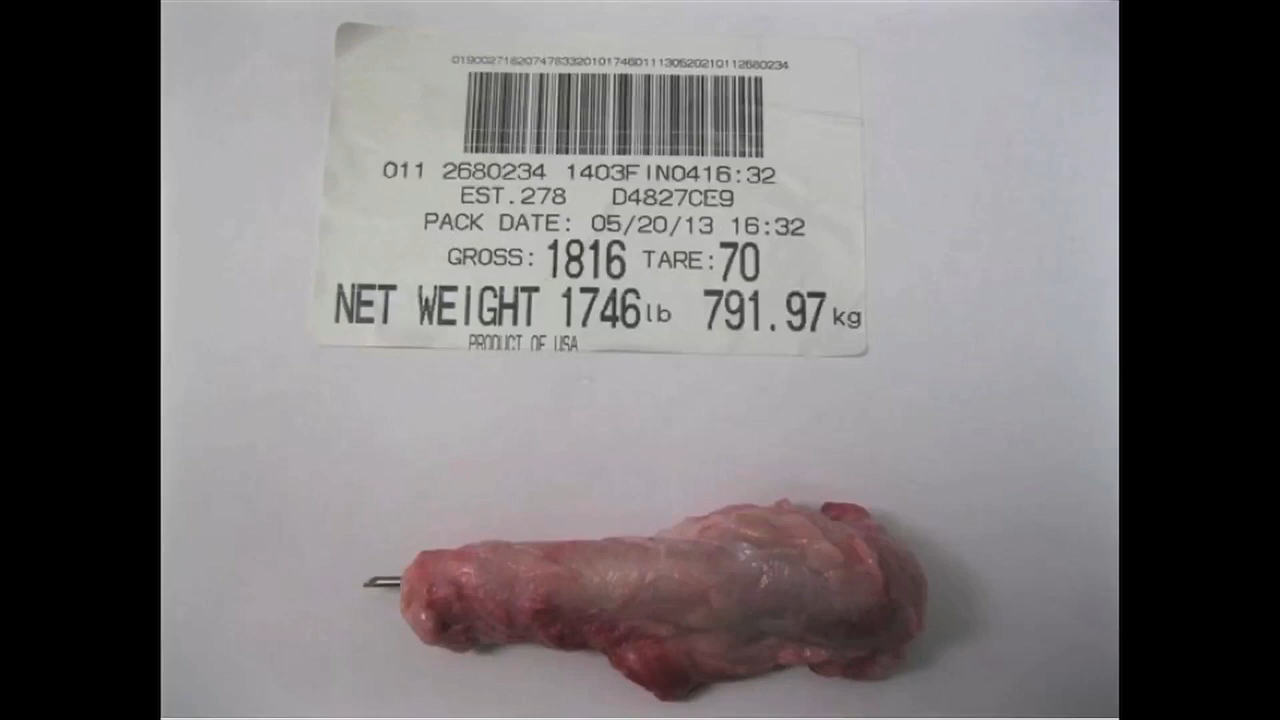 0190027182074783320101746011130520210112680234
011 2680234 1403FIN0416:32
EST.278 D4827CE9
PACK DATE: 05/20/13 16:32
GROSS: 1816 TARE: 70
NET WEIGHT 1746 lb 791.97 kg
PRODUCT OF USA